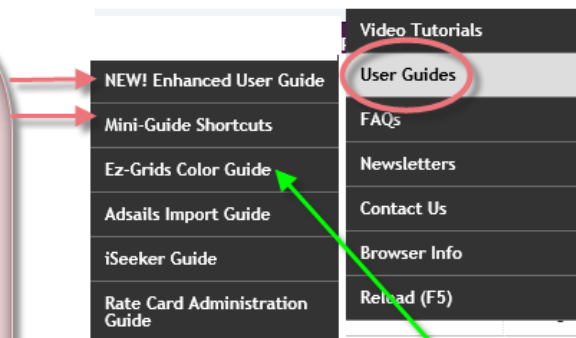 NEW! Enhanced User Guide
Mini-Guide Shortcuts
Ez-Grids Color Guide
Adsails Import Guide
iSeeker Guide
Rate Card Administration
Guide
Video Tutorials
User Guides
FAQs
Newsletters
Contact Us
Browser Info
Reload (F5)